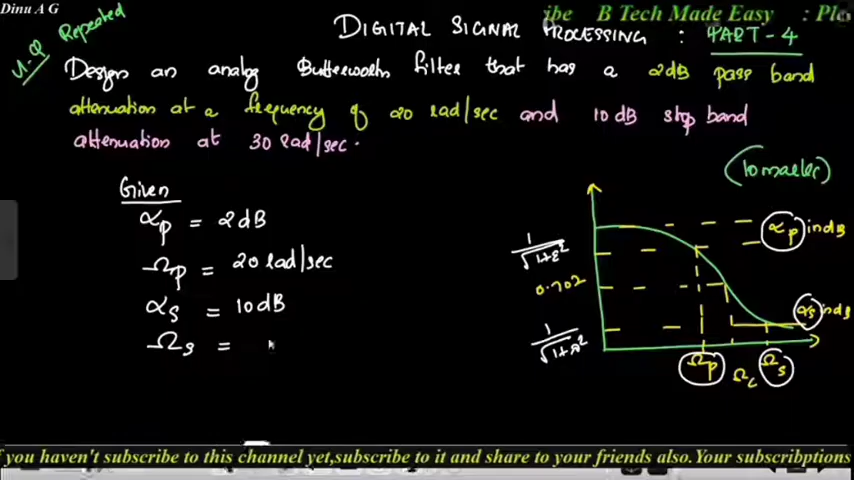 Dinu A G
ibe B Tech Made Easy : Ple
U.Q Repeated
DIGITAL SIGNAL PROCESSING : PART-4
Design an analog Butterworth filter that has a 2dB pass band
attenuation at a frequency of 20 rad/sec and 10dB stop band
attenuation at 30 rad/sec.
(10 marks)
Given
αp = 2dB
Ωp = 20 rad/sec
αs = 10dB
Ωs =
αp in dB
1/√1+ε²
0.707
αs in dB
1/√1+λ²
Ωp Ωc Ωs
f you haven't subscribe to this channel yet,subscribe to it and share to your friends also.Your subscribptions